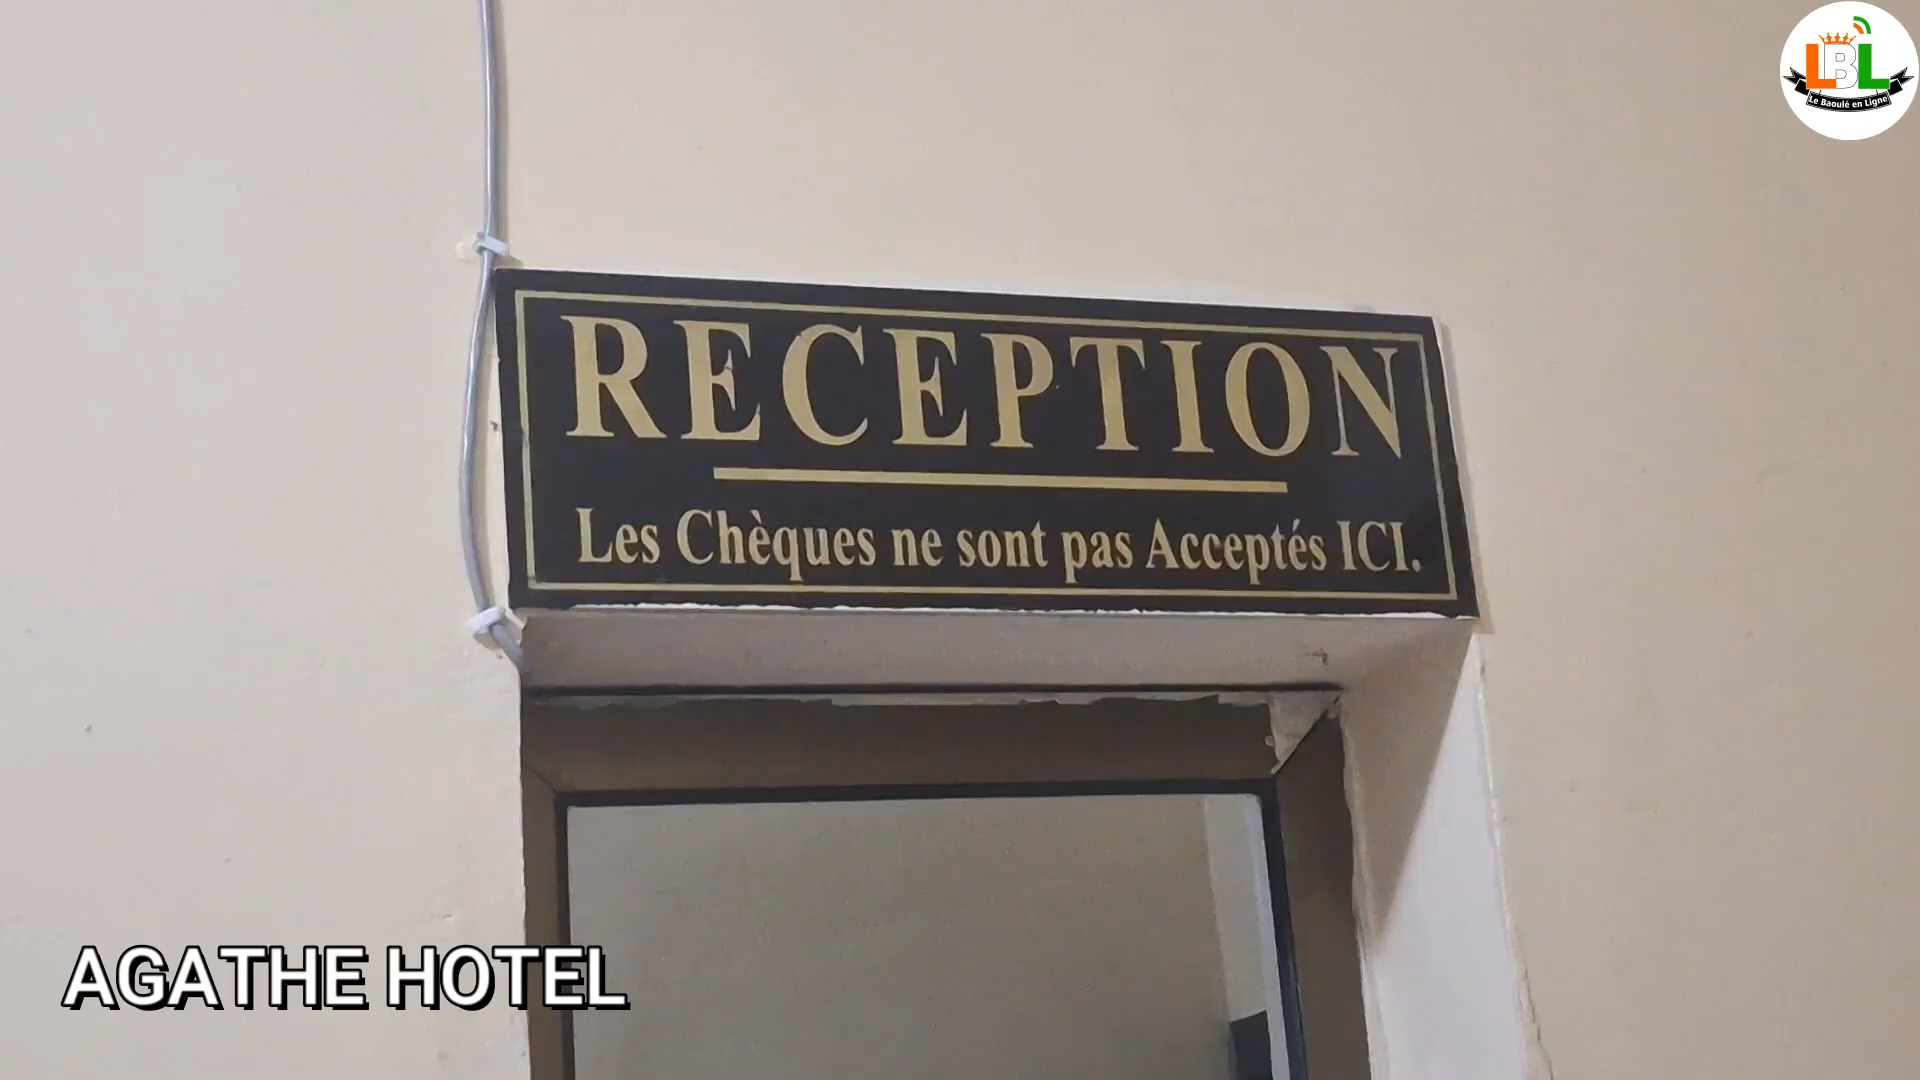 LBL
Le Baoulé en Ligne
RECEPTION
Les Chèques ne sont pas Acceptés ICI.
AGATHE HOTEL